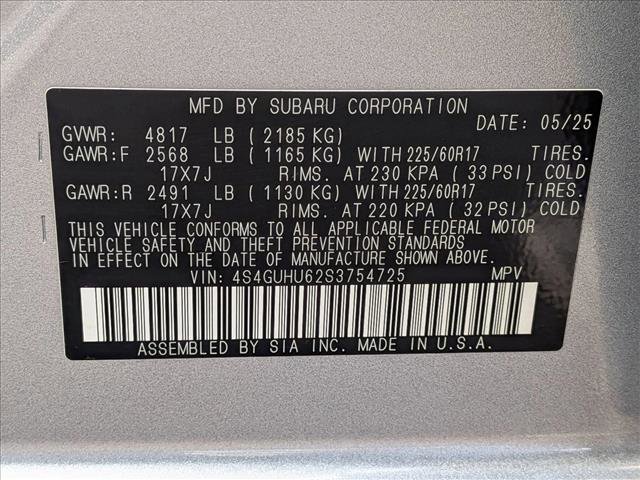 MFD BY SUBARU CORPORATION
DATE: 05/25
GVWR: 4817 LB (2185 KG)
GAWR:F 2568 LB (1165 KG) WITH 225/60R17 TIRES.
17X7J RIMS. AT 230 KPA (33 PSI) COLD
GAWR:R 2491 LB (1130 KG) WITH 225/60R17 TIRES.
17X7J RIMS. AT 220 KPA (32 PSI) COLD
THIS VEHICLE CONFORMS TO ALL APPLICABLE FEDERAL MOTOR
VEHICLE SAFETY AND THEFT PREVENTION STANDARDS
IN EFFECT ON THE DATE OF MANUFACTURE SHOWN ABOVE.
VIN: 4S4GUHU62S3754725 MPV
ASSEMBLED BY SIA INC. MADE IN U.S.A.